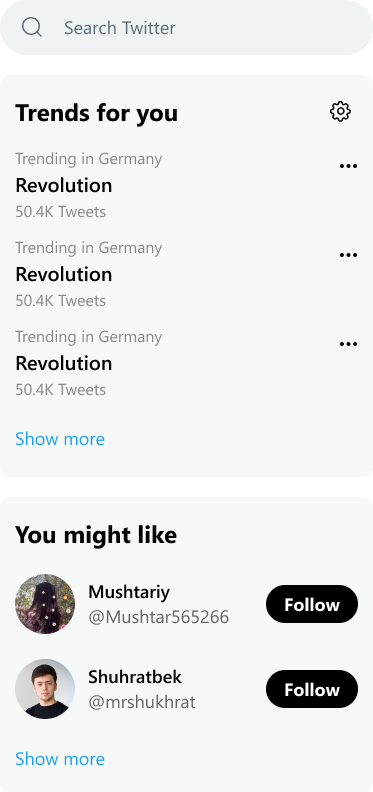 Search Twitter
Trends for you
Trending in Germany
Revolution
50.4K Tweets
Trending in Germany
Revolution
50.4K Tweets
Trending in Germany
Revolution
50.4K Tweets
Show more
You might like
Mushtariy
@Mushtar565266
Follow
Shuhratbek
@mrshukhrat
Follow
Show more